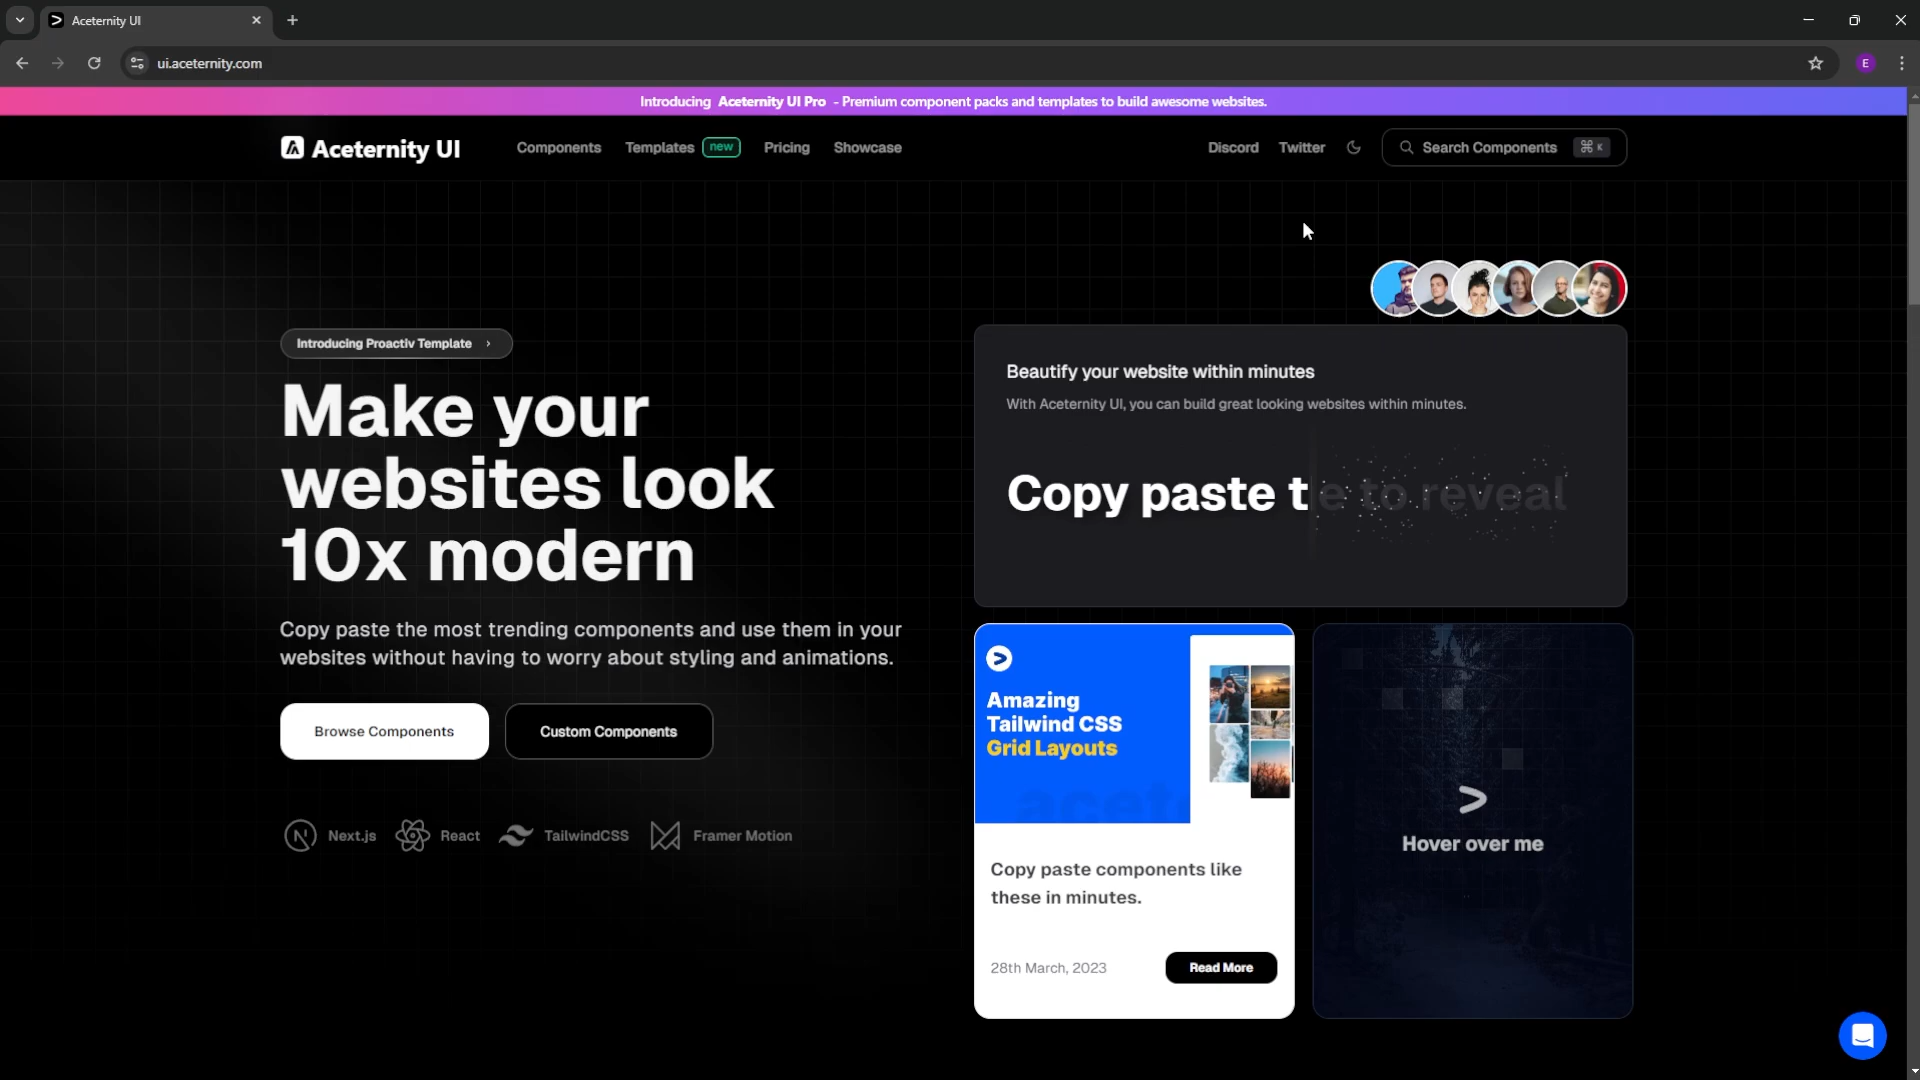 Aceternity UI
ui.aceternity.com
E
Introducing Aceternity UI Pro - Premium component packs and templates to build awesome websites.
Aceternity UI
Components
Templates new
Pricing
Showcase
Discord
Twitter
Search Components ⌘ K
Introducing Proactiv Template ›
Make your
websites look
10x modern
Copy paste the most trending components and use them in your
websites without having to worry about styling and animations.
Browse Components
Custom Components
Next.js
React
TailwindCSS
Framer Motion
Beautify your website within minutes
With Aceternity UI, you can build great looking websites within minutes.
Copy paste t e to reveal
Amazing
Tailwind CSS
Grid Layouts
Copy paste components like
these in minutes.
28th March, 2023
Read More
Hover over me